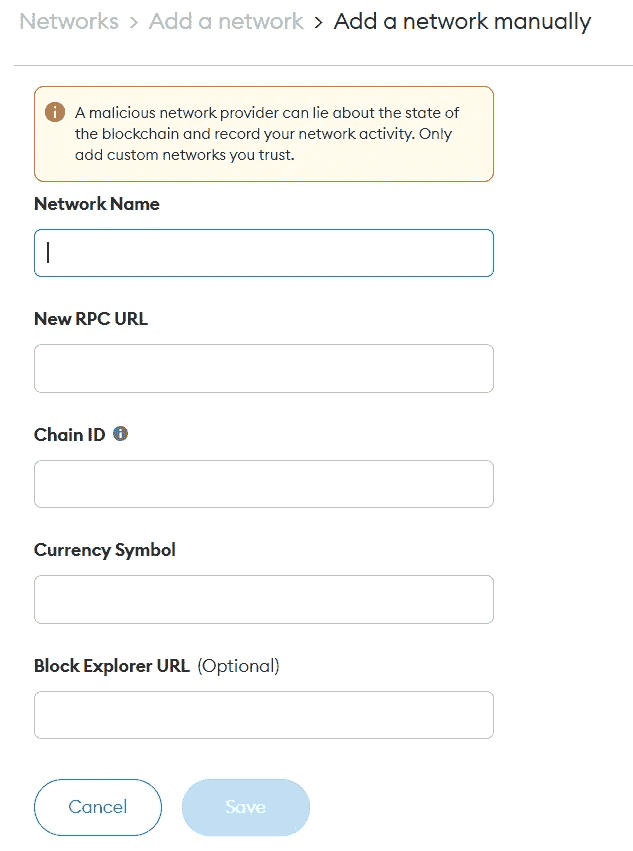 Networks > Add a network > Add a network manually
A malicious network provider can lie about the state of
the blockchain and record your network activity. Only
add custom networks you trust.
Network Name
New RPC URL
Chain ID
Currency Symbol
Block Explorer URL (Optional)
Cancel Save